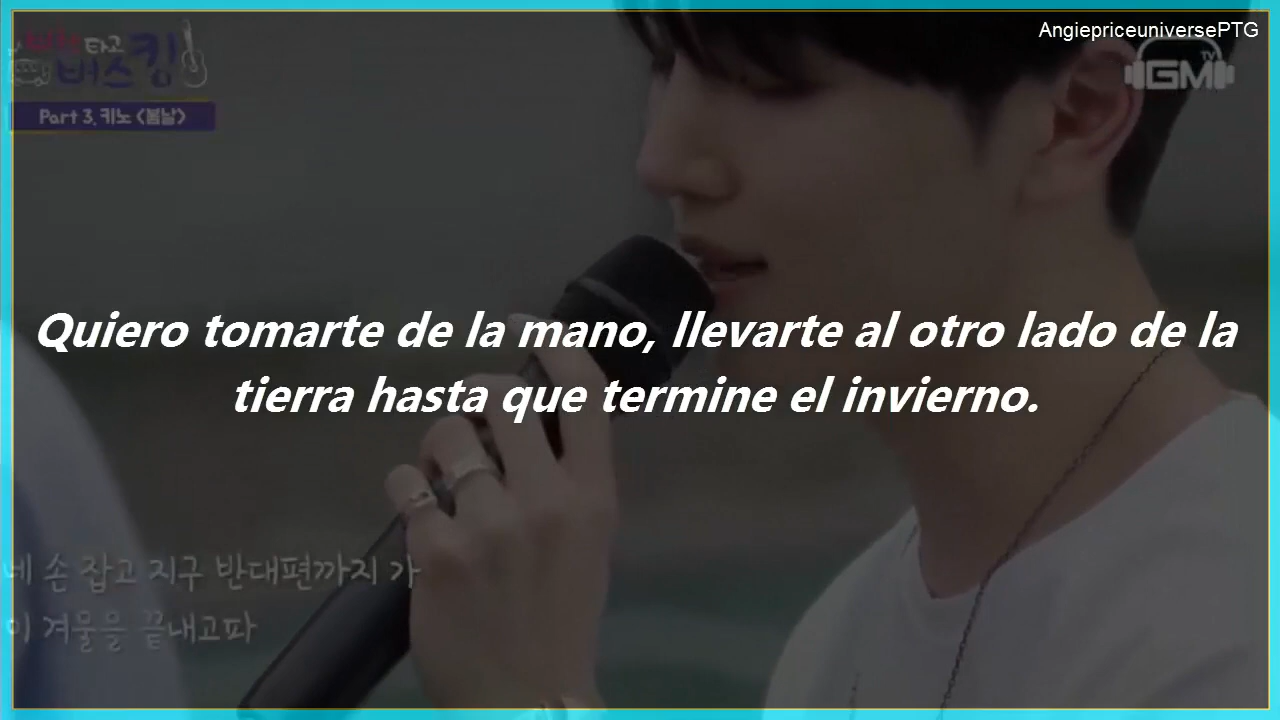 AngiepriceuniversePTG
타고
버스킹
GM TV
Part 3. 키노 <봄날>
Quiero tomarte de la mano, llevarte al otro lado de la
tierra hasta que termine el invierno.
네 손 잡고 지구 반대편까지 가
이 겨울을 끝내고파